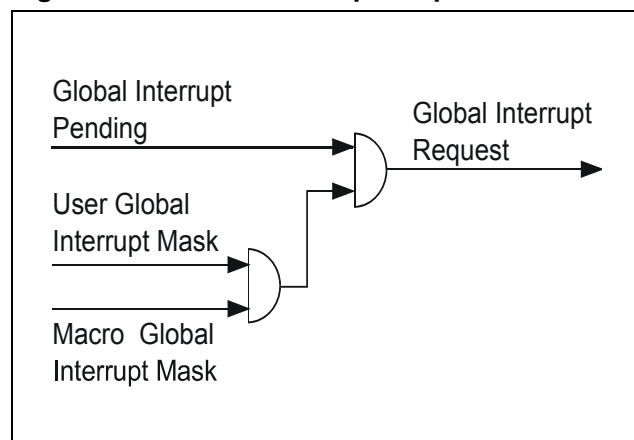 Global Interrupt
Pending
Global Interrupt
Request
User Global
Interrupt Mask
Macro Global
Interrupt Mask